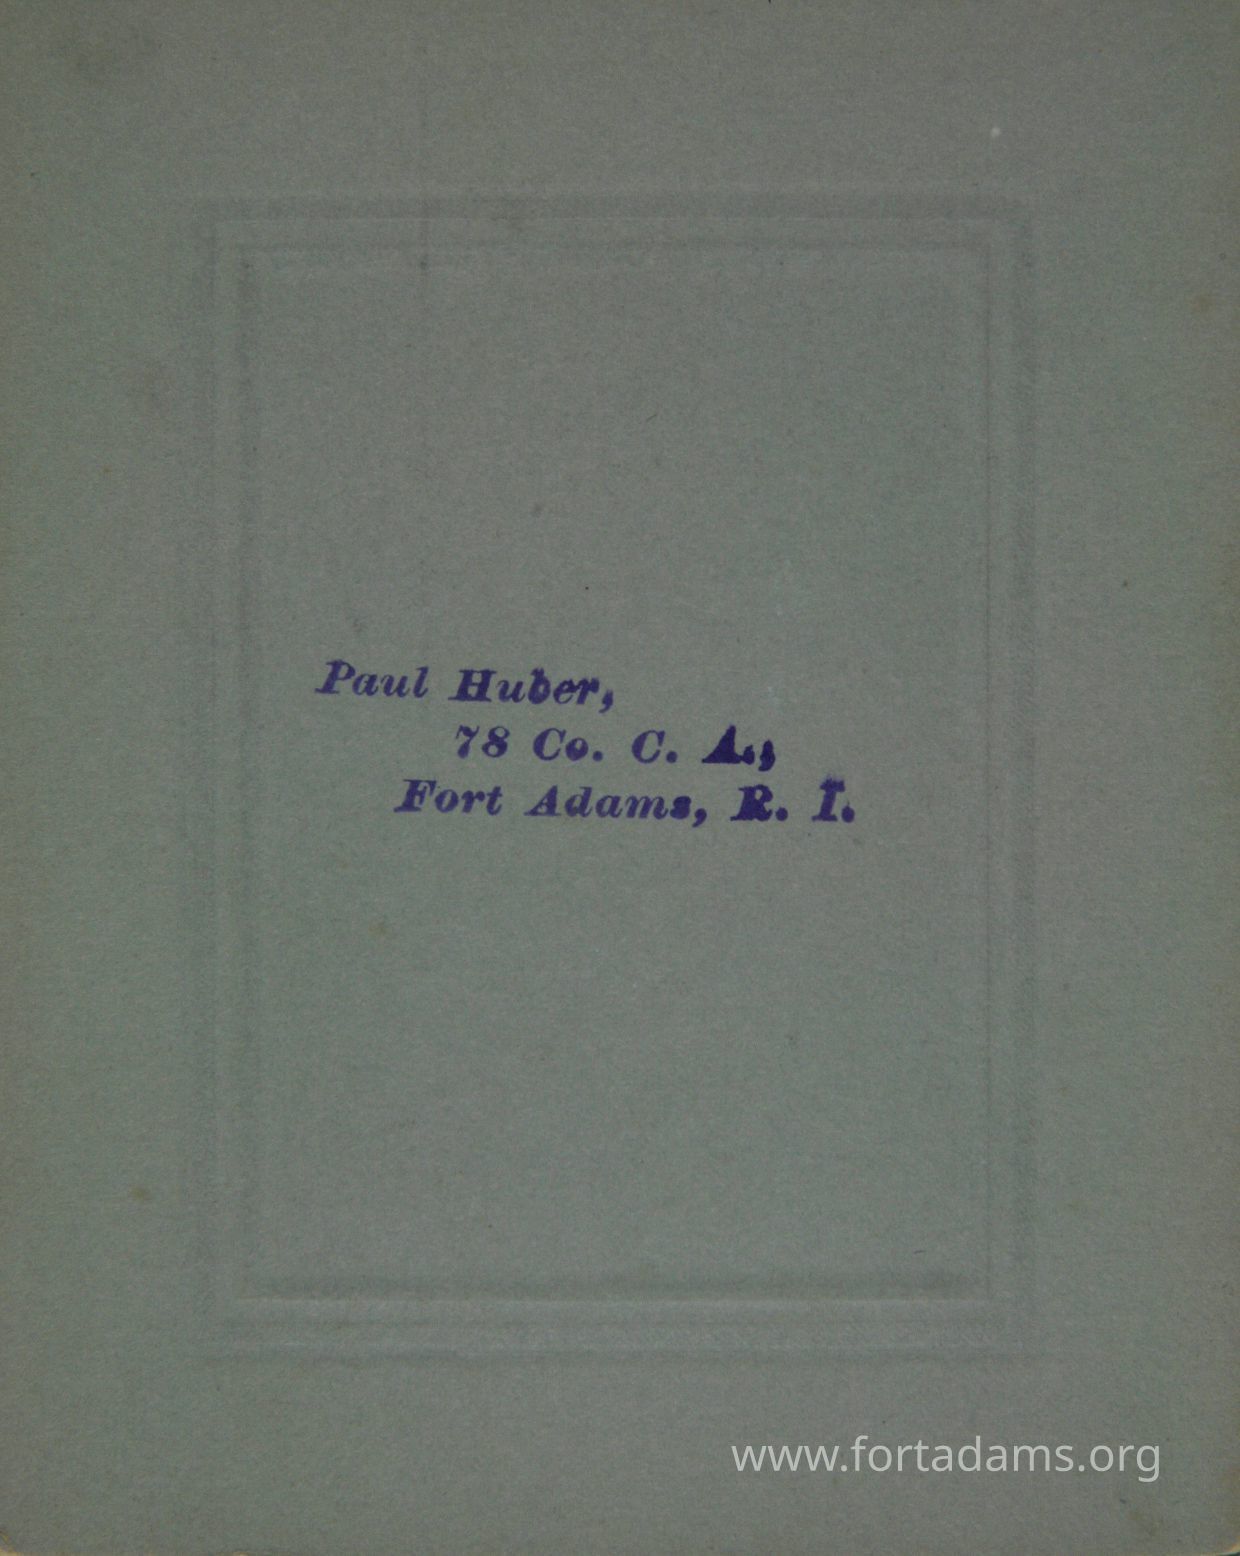 Paul Huber,
78 Co. C. A.,
Fort Adams, R. I.
www.fortadams.org